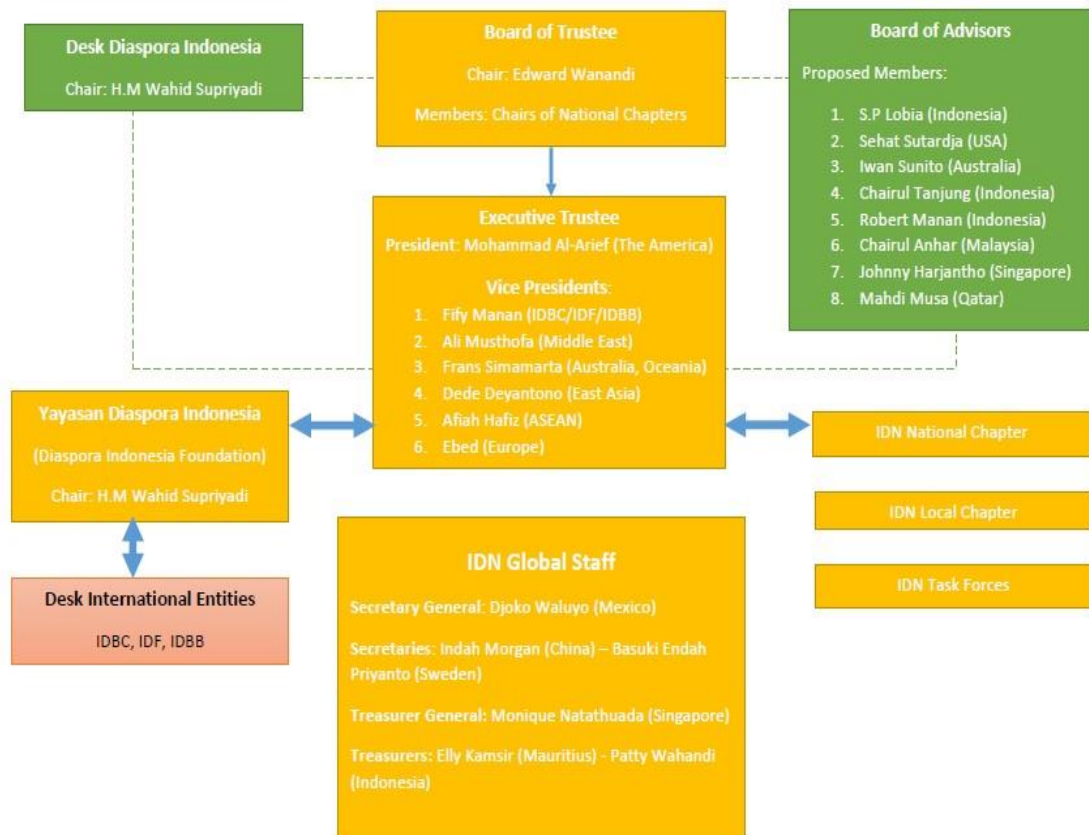 Desk Diaspora Indonesia
Chair: H.M Wahid Supriyadi
Board of Trustee
Chair: Edward Wanandi
Members: Chairs of National Chapters
Board of Advisors
Proposed Members:
1. S.P Lobia (Indonesia)
2. Sehat Sutardja (USA)
3. Iwan Sunito (Australia)
4. Chairul Tanjung (Indonesia)
5. Robert Manan (Indonesia)
6. Chairul Anhar (Malaysia)
7. Johnny Harjantho (Singapore)
8. Mahdi Musa (Qatar)
Executive Trustee
President: Mohammad Al-Arief (The America)
Vice Presidents:
1. Fify Manan (IDBC/IDF/IDBB)
2. Ali Musthofa (Middle East)
3. Frans Simamarta (Australia, Oceania)
4. Dede Deyantono (East Asia)
5. Afiah Hafiz (ASEAN)
6. Ebed (Europe)
Yayasan Diaspora Indonesia
(Diaspora Indonesia Foundation)
Chair: H.M Wahid Supriyadi
IDN National Chapter
IDN Local Chapter
IDN Task Forces
Desk International Entities
IDBC, IDF, IDBB
IDN Global Staff
Secretary General: Djoko Waluyo (Mexico)
Secretaries: Indah Morgan (China) – Basuki Endah
Priyanto (Sweden)
Treasurer General: Monique Natathuada (Singapore)
Treasurers: Elly Kamsir (Mauritius) - Patty Wahandi
(Indonesia)